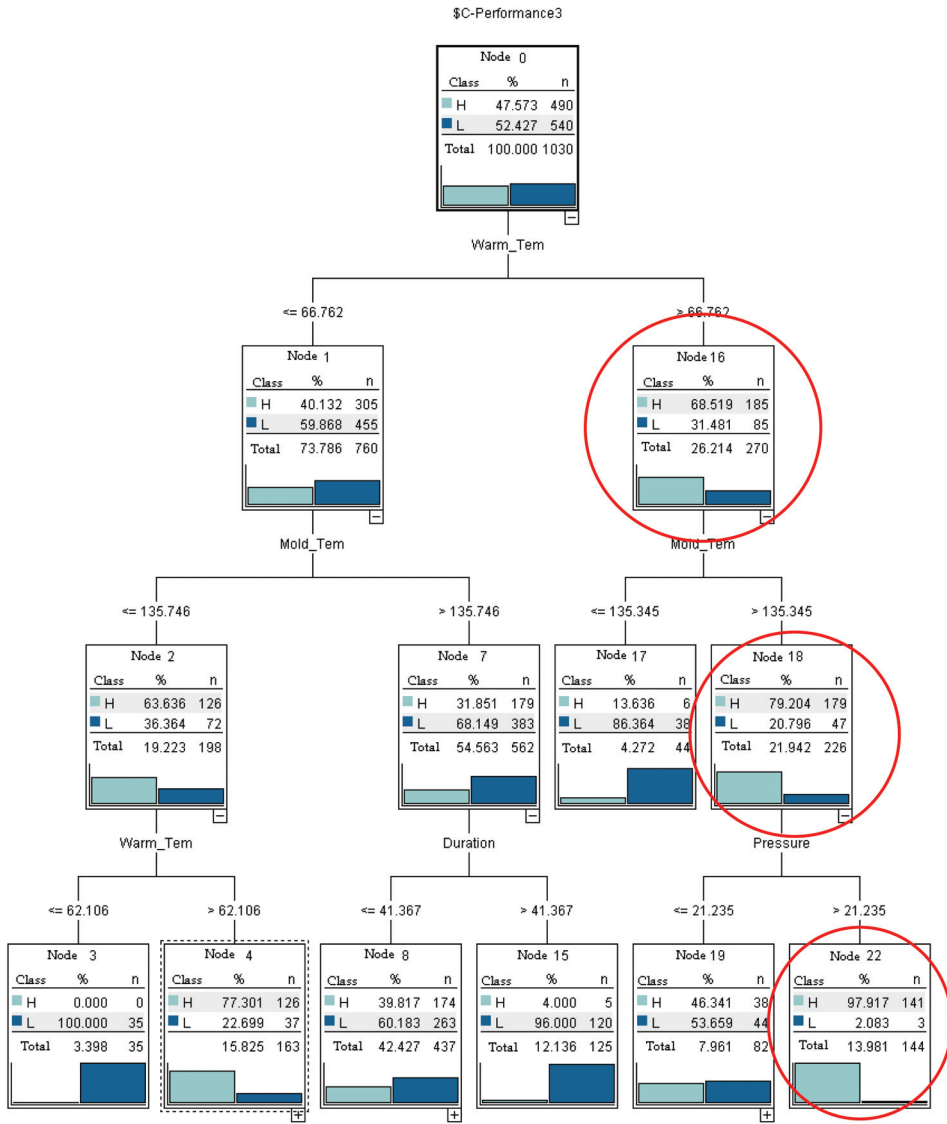 $C-Performance3
Node 0
Class % n
H 47.573 490
L 52.427 540
Total 100.000 1030
Warm_Tem
<= 66.762
> 66.762
Node 1
Class % n
H 40.132 305
L 59.868 455
Total 73.786 760
Node 16
Class % n
H 68.519 185
L 31.481 85
Total 26.214 270
Mold_Tem
Mold_Tem
<= 135.746
> 135.746
<= 135.345
> 135.345
Node 2
Class % n
H 63.636 126
L 36.364 72
Total 19.223 198
Node 7
Class % n
H 31.851 179
L 68.149 383
Total 54.563 562
Node 17
Class % n
H 13.636 6
L 86.364 38
Total 4.272 44
Node 18
Class % n
H 79.204 179
L 20.796 47
Total 21.942 226
Warm_Tem
Duration
Pressure
<= 62.106
> 62.106
<= 41.367
> 41.367
<= 21.235
> 21.235
Node 3
Class % n
H 0.000 0
L 100.000 35
Total 3.398 35
Node 4
Class % n
H 77.301 126
L 22.699 37
Total 15.825 163
Node 8
Class % n
H 39.817 174
L 60.183 263
Total 42.427 437
Node 15
Class % n
H 4.000 5
L 96.000 120
Total 12.136 125
Node 19
Class % n
H 46.341 38
L 53.659 44
Total 7.961 82
Node 22
Class % n
H 97.917 141
L 2.083 3
Total 13.981 144